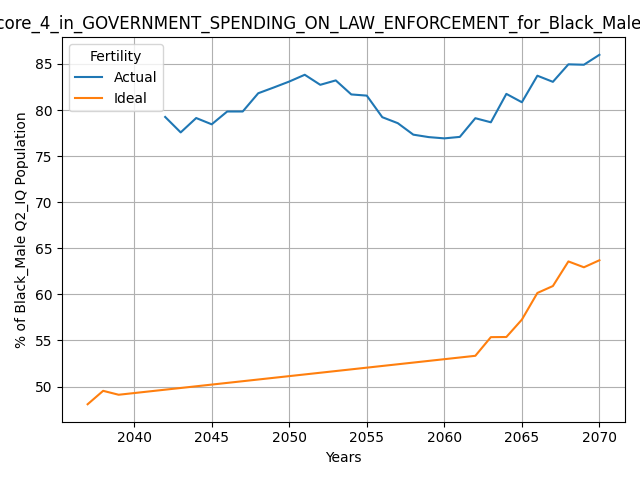 core_4_in_GOVERNMENT_SPENDING_ON_LAW_ENFORCEMENT_for_Black_Male
Fertility
Actual
Ideal
85
80
75
70
65
60
55
50
% of Black_Male Q2_IQ Population
2040
2045
2050
2055
2060
2065
2070
Years